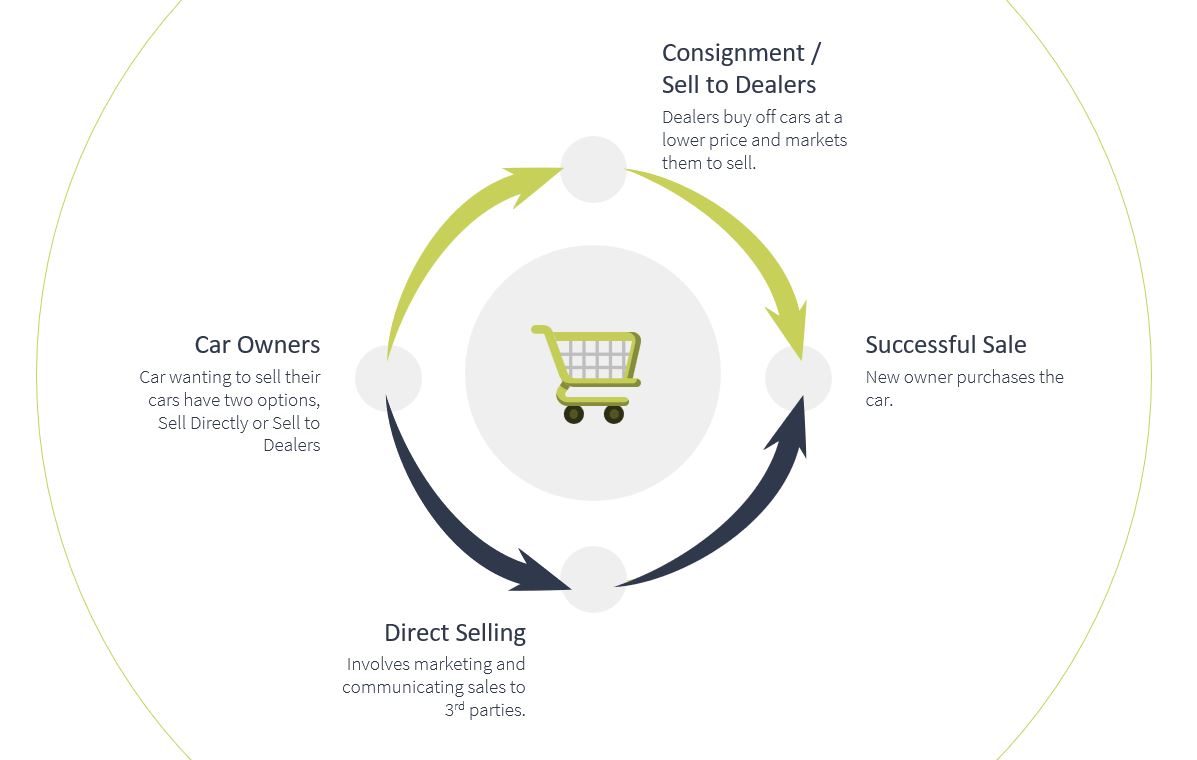 Consignment /
Sell to Dealers
Dealers buy off cars at a
lower price and markets
them to sell.
Car Owners
Car wanting to sell their
cars have two options,
Sell Directly or Sell to
Dealers
Successful Sale
New owner purchases the
car.
Direct Selling
Involves marketing and
communicating sales to
3rd parties.